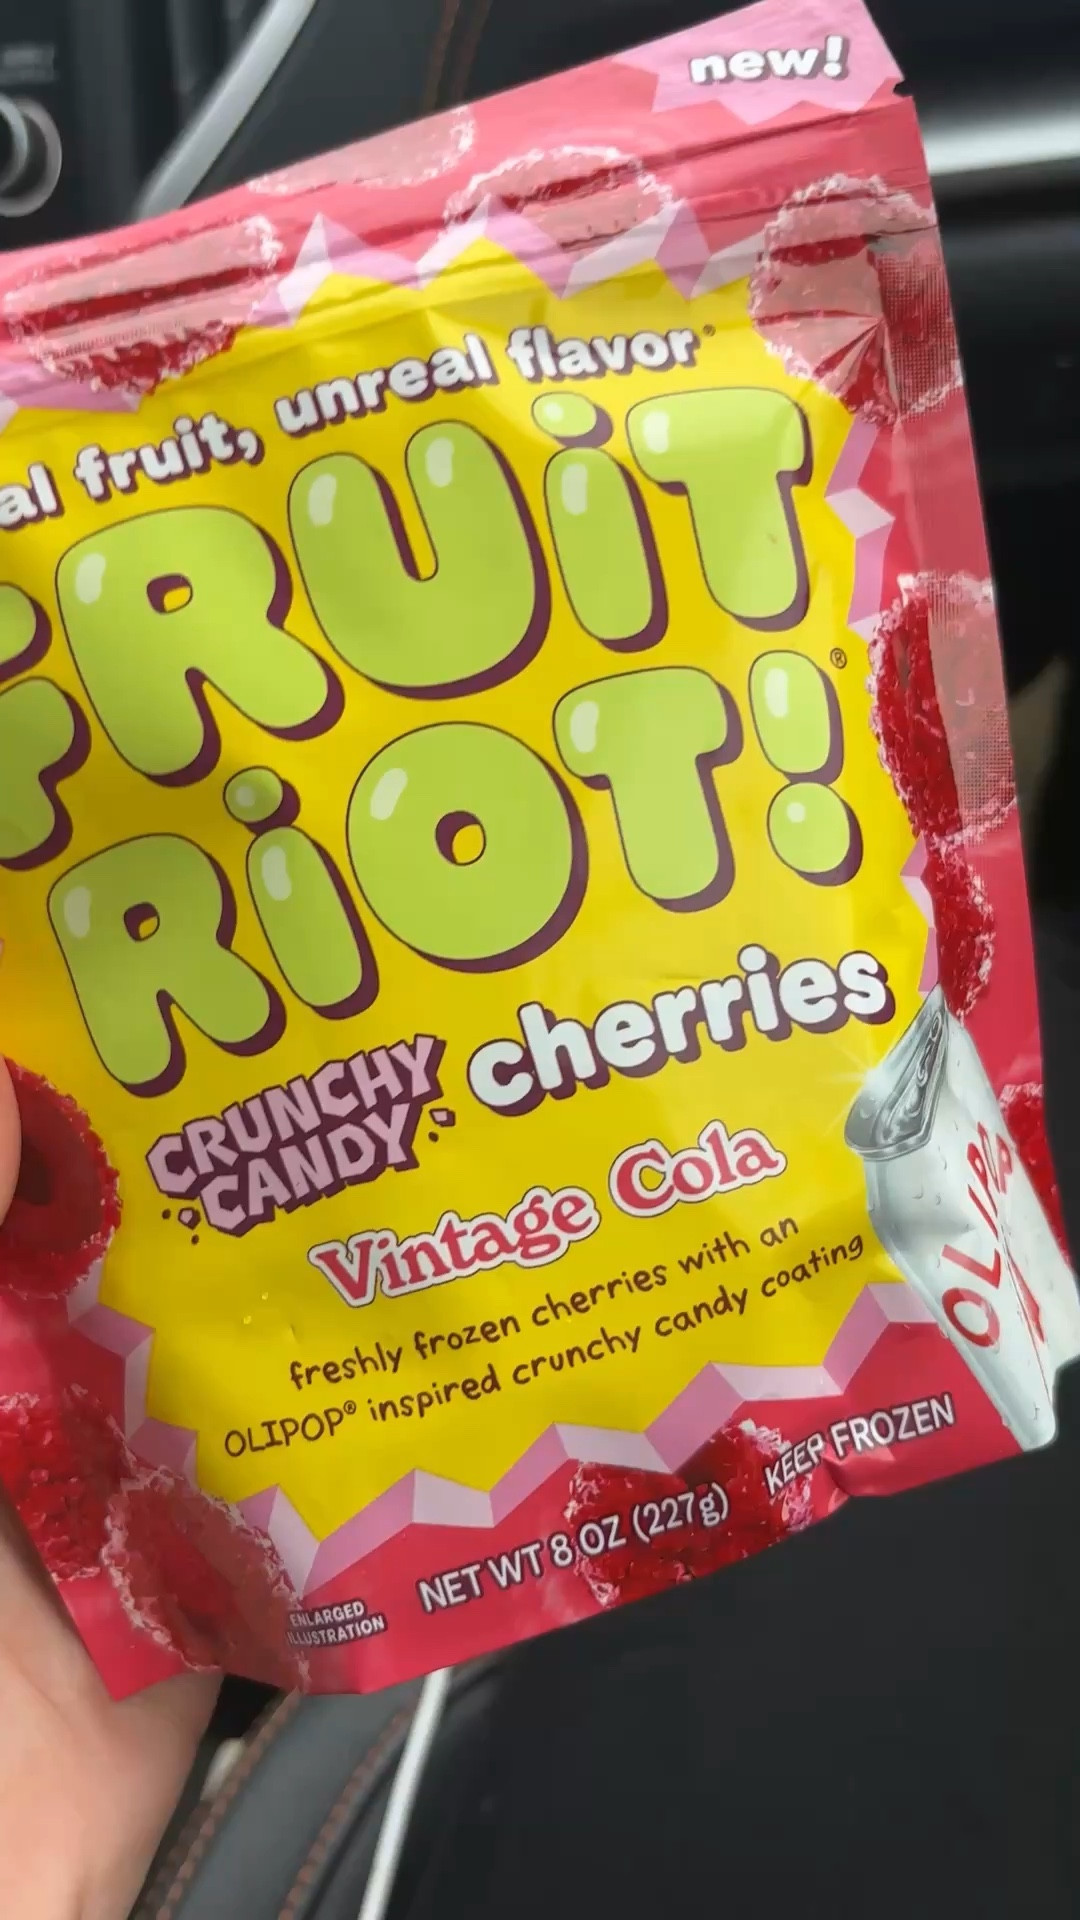 new!
al fruit, unreal flavor®
FRUiT
RiOT!®
CRUNCHY
CANDY
cherries
Vintage Cola
freshly frozen cherries with an
OLIPOP® inspired crunchy candy coating
OLIPOP
NET WT 8 OZ (227g) KEEP FROZEN
ENLARGED
ILLUSTRATION